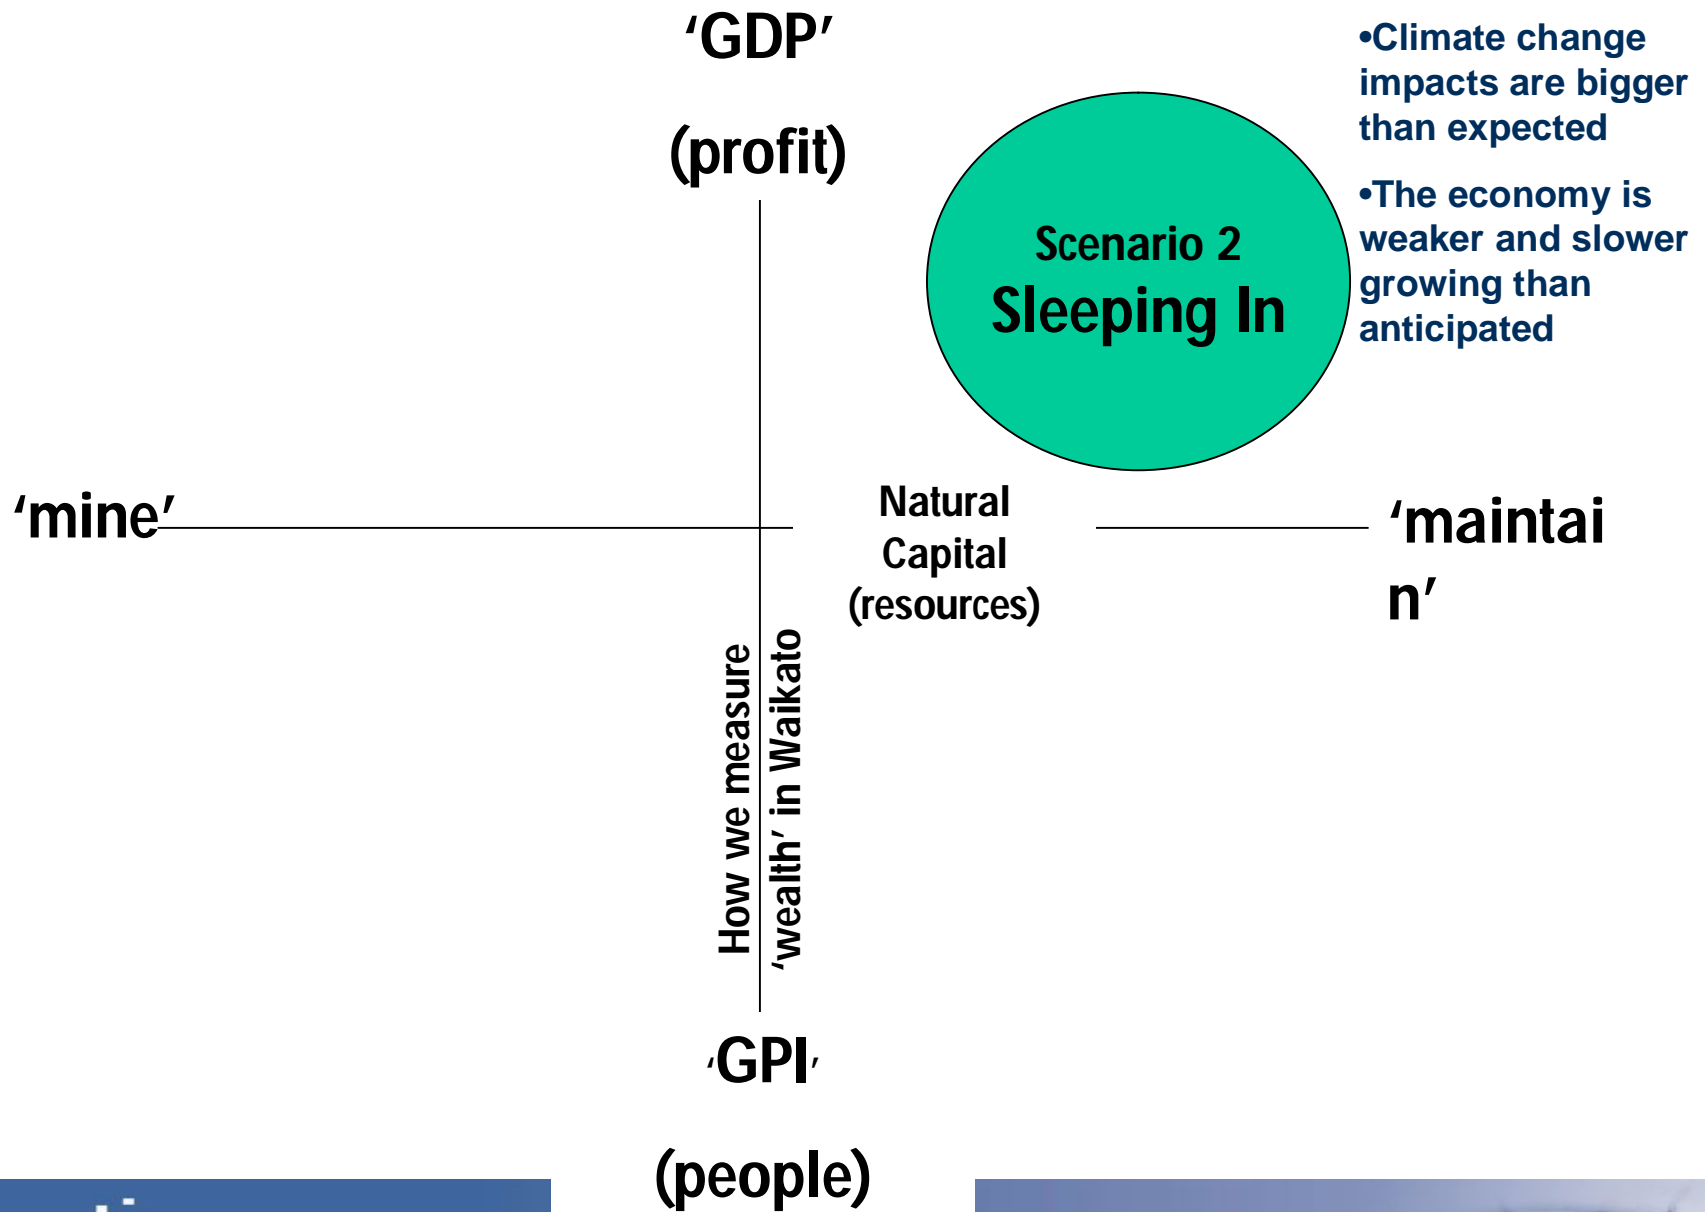 ‘GDP’
(profit)
•Climate change
impacts are bigger
than expected
•The economy is
weaker and slower
growing than
anticipated
Scenario 2
Sleeping In
‘mine’
Natural
Capital
(resources)
‘maintai
n’
How we measure
‘wealth’ in Waikato
‘GPI’
(people)